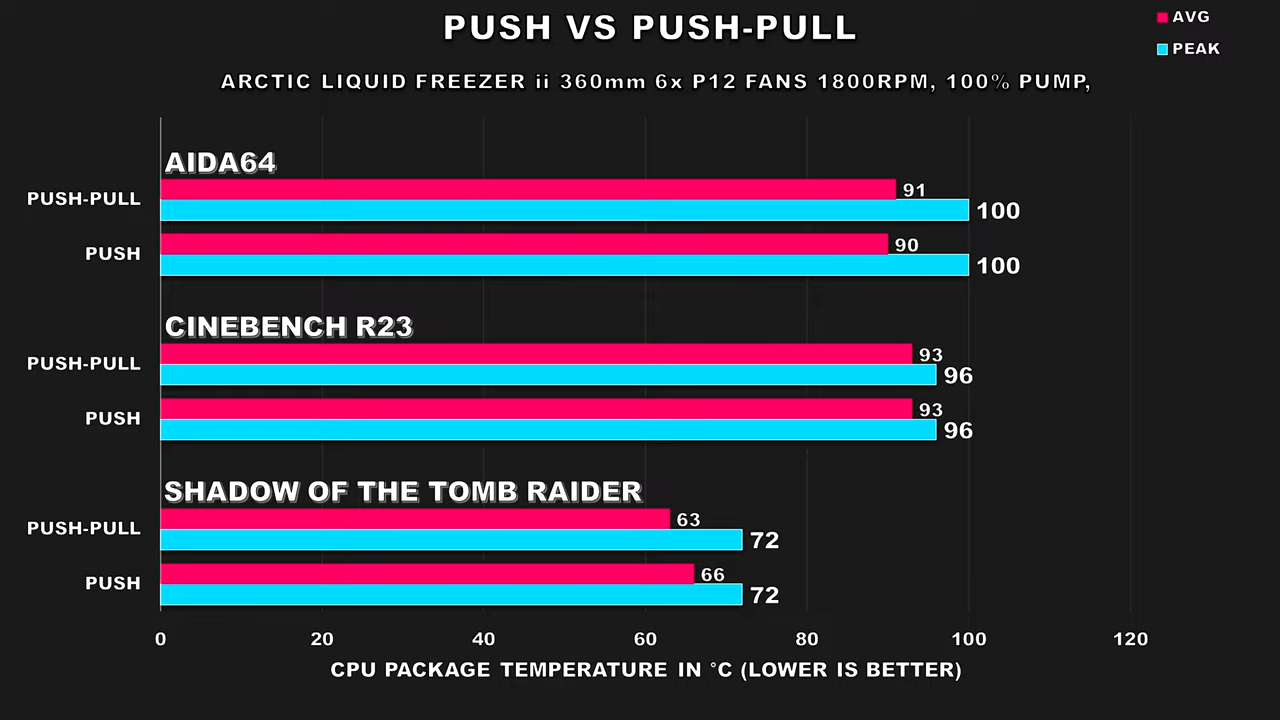 PUSH VS PUSH-PULL
AVG
PEAK
ARCTIC LIQUID FREEZER ii 360mm 6x P12 FANS 1800RPM, 100% PUMP,
AIDA64
PUSH-PULL
91
100
PUSH
90
100
CINEBENCH R23
PUSH-PULL
93
96
PUSH
93
96
SHADOW OF THE TOMB RAIDER
PUSH-PULL
63
72
PUSH
66
72
0 20 40 60 80 100 120
CPU PACKAGE TEMPERATURE IN °C (LOWER IS BETTER)